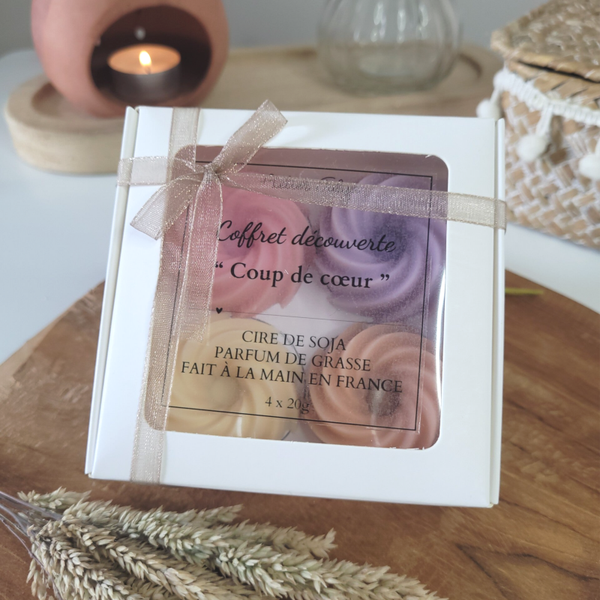 Coffret découverte
“ Coup de cœur ”
CIRE DE SOJA
PARFUM DE GRASSE
FAIT À LA MAIN EN FRANCE
4 x 20g